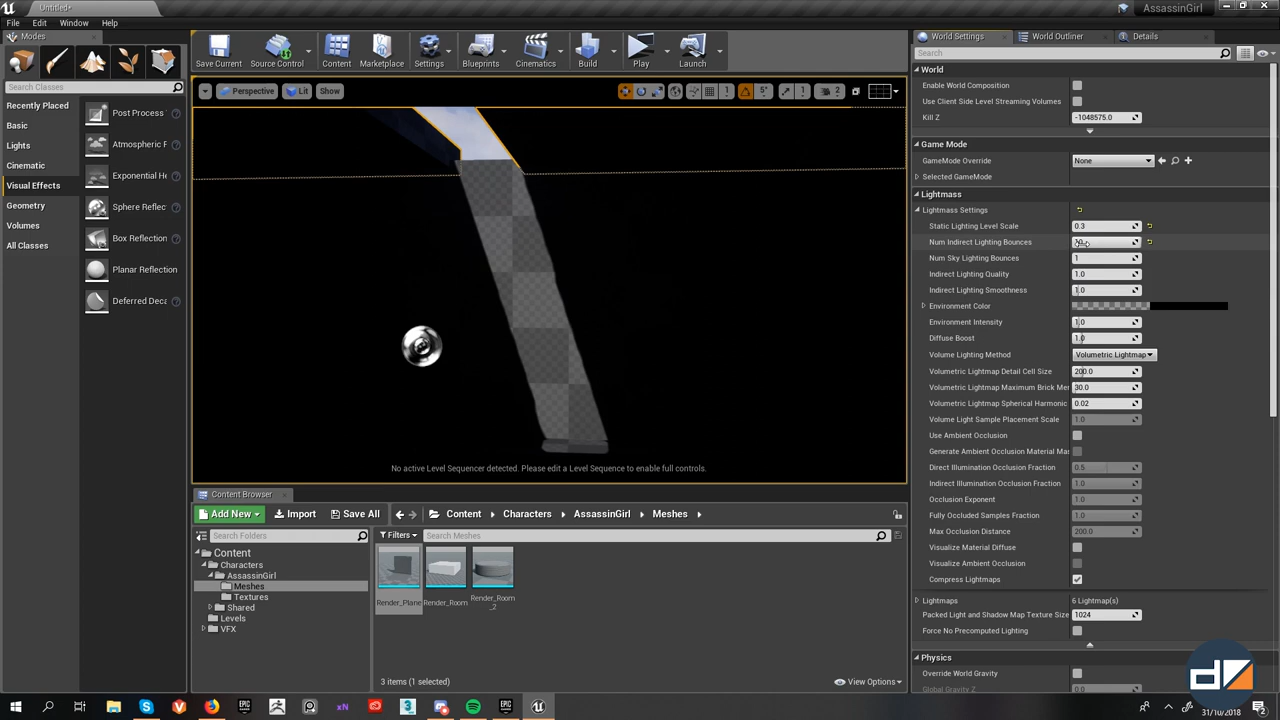 Untitled*
AssassinGirl
File Edit Window Help
Modes
World Settings World Outliner Details
Save Current Source Control Content Marketplace Settings Blueprints Cinematics Build Play Launch
Search Classes
Search
Recently Placed
Basic
Lights
Cinematic
Visual Effects
Geometry
Volumes
All Classes
Post Process
Atmospheric F
Exponential He
Sphere Reflec
Box Reflection
Planar Reflection
Deferred Deca
Perspective Lit Show
1 5° 1 2
No active Level Sequencer detected. Please edit a Level Sequence to enable full controls.
World
Enable World Composition
Use Client Side Level Streaming Volumes
Kill Z -1048575.0
Game Mode
GameMode Override None
Selected GameMode
Lightmass
Lightmass Settings
Static Lighting Level Scale 0.3
Num Indirect Lighting Bounces
Num Sky Lighting Bounces 1
Indirect Lighting Quality 1.0
Indirect Lighting Smoothness 1.0
Environment Color
Environment Intensity 1.0
Diffuse Boost 1.0
Volume Lighting Method Volumetric Lightmap
Volumetric Lightmap Detail Cell Size 200.0
Volumetric Lightmap Maximum Brick Mer 30.0
Volumetric Lightmap Spherical Harmonic 0.02
Volume Light Sample Placement Scale 1.0
Use Ambient Occlusion
Generate Ambient Occlusion Material Mas
Direct Illumination Occlusion Fraction 0.5
Indirect Illumination Occlusion Fraction 1.0
Occlusion Exponent 1.0
Fully Occluded Samples Fraction 1.0
Max Occlusion Distance 200.0
Visualize Material Diffuse
Visualize Ambient Occlusion
Compress Lightmaps
Lightmaps 6 Lightmap(s)
Packed Light and Shadow Map Texture Size 1024
Force No Precomputed Lighting
Physics
Override World Gravity
Global Gravity Z 0.0
Content Browser
Add New Import Save All Content Characters AssassinGirl Meshes
Search Folders
Filters Search Meshes
Content
Characters
AssassinGirl
Meshes
Textures
Shared
Levels
VFX
Render_Plane
Render_Room
Render_Room_2
3 items (1 selected)
View Options
31/10/2018